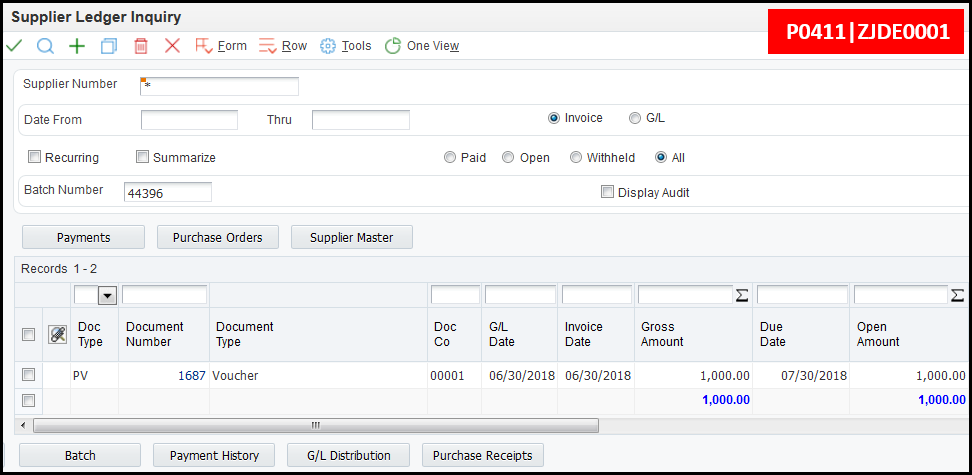 Supplier Ledger Inquiry
P0411|ZJDE0001
Form Row Tools One View
Supplier Number *
Date From Thru Invoice G/L
Recurring Summarize Paid Open Withheld All
Batch Number 44396 Display Audit
Payments Purchase Orders Supplier Master
Records 1 - 2
Σ Σ
Doc Type Document Number Document Type Doc Co G/L Date Invoice Date Gross Amount Due Date Open Amount
PV 1687 Voucher 00001 06/30/2018 06/30/2018 1,000.00 07/30/2018 1,000.00
1,000.00 1,000.00
Batch Payment History G/L Distribution Purchase Receipts